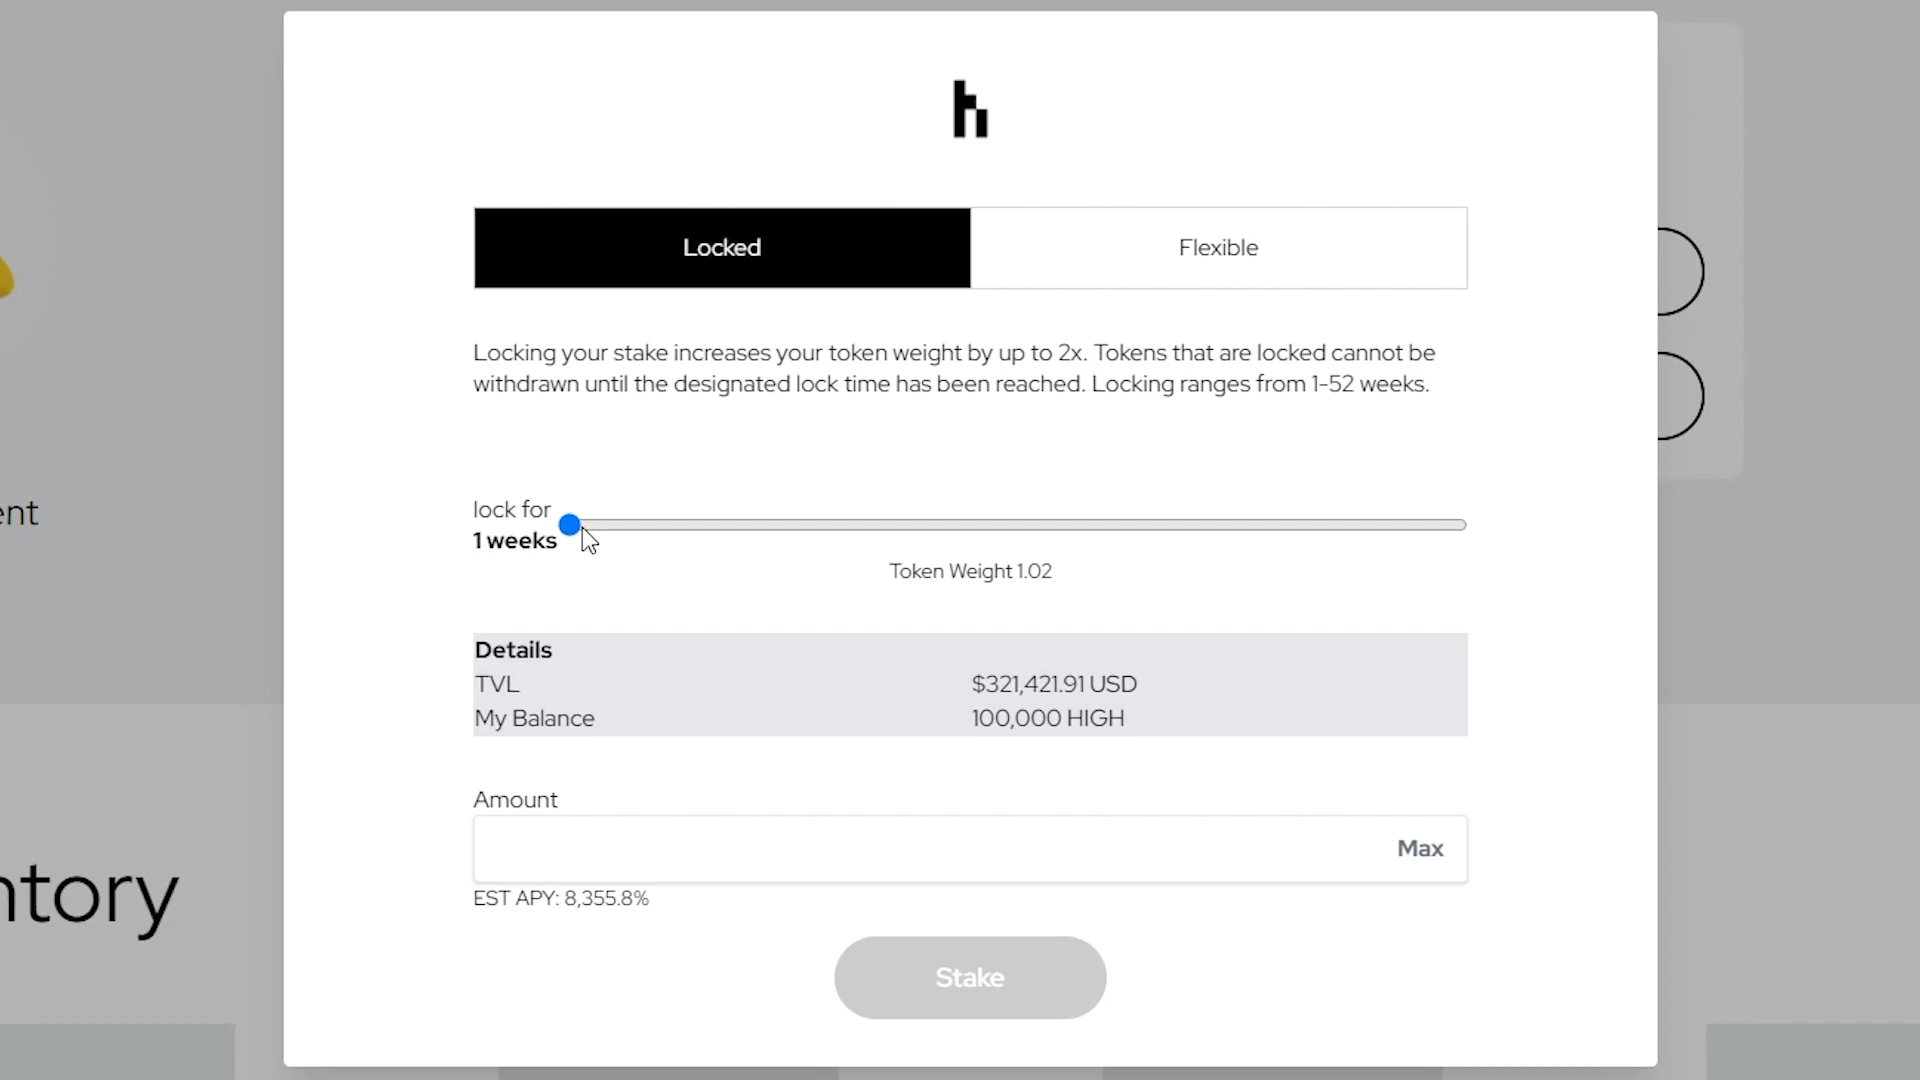 Locked
Flexible
Locking your stake increases your token weight by up to 2x. Tokens that are locked cannot be
withdrawn until the designated lock time has been reached. Locking ranges from 1-52 weeks.
lock for
1 weeks
Token Weight 1.02
Details
TVL $321,421.91 USD
My Balance 100,000 HIGH
Amount
Max
EST APY: 8,355.8%
Stake
ent
ntory